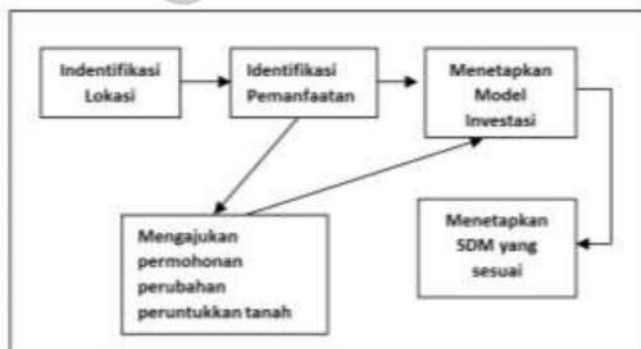 Indentifikasi
Lokasi
Identifikasi
Pemanfaatan
Menetapkan
Model
Investasi
Mengajukan
permohonan
perubahan
peruntukkan tanah
Menetapkan
SDM yang
sesuai